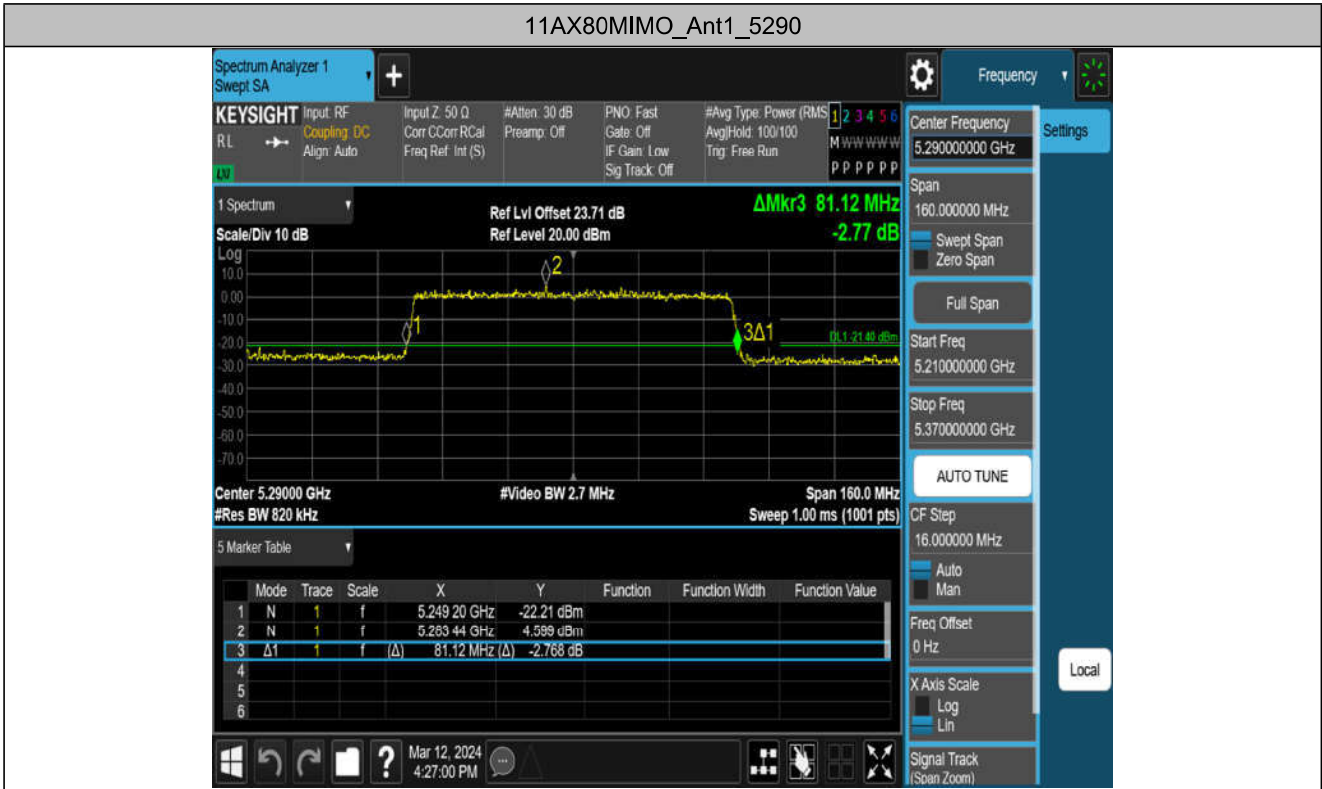 11AX80MIMO_Ant1_5290
Spectrum Analyzer 1
Swept SA
+
Frequency
KEYSIGHT
RL
Input: RF
Coupling: DC
Align: Auto
Input Z: 50 Ω
Corr CCorr RCal
Freq Ref: Int (S)
#Atten: 30 dB
Preamp: Off
PNO: Fast
Gate: Off
IF Gain: Low
Sig Track: Off
#Avg Type: Power (RMS
Avg|Hold: 100/100
Trig: Free Run
1 2 3 4 5 6
M W W W W W
P P P P P P
1 Spectrum
Scale/Div 10 dB
Ref Lvl Offset 23.71 dB
Ref Level 20.00 dBm
ΔMkr3 81.12 MHz
-2.77 dB
Log
10.0
0.00
-10.0
-20.0
-30.0
-40.0
-50.0
-60.0
-70.0
1
2
3Δ1
DL1 -21.40 dBm
Center 5.29000 GHz
#Res BW 820 kHz
#Video BW 2.7 MHz
Span 160.0 MHz
Sweep 1.00 ms (1001 pts)
5 Marker Table
Mode Trace Scale X Y Function Function Width Function Value
1 N 1 f 5.249 20 GHz -22.21 dBm
2 N 1 f 5.283 44 GHz 4.599 dBm
3 Δ1 1 f (Δ) 81.12 MHz (Δ) -2.768 dB
4
5
6
Mar 12, 2024
4:27:00 PM
?
Center Frequency
5.290000000 GHz
Settings
Span
160.000000 MHz
Swept Span
Zero Span
Full Span
Start Freq
5.210000000 GHz
Stop Freq
5.370000000 GHz
AUTO TUNE
CF Step
16.000000 MHz
Auto
Man
Freq Offset
0 Hz
Local
X Axis Scale
Log
Lin
Signal Track
(Span Zoom)